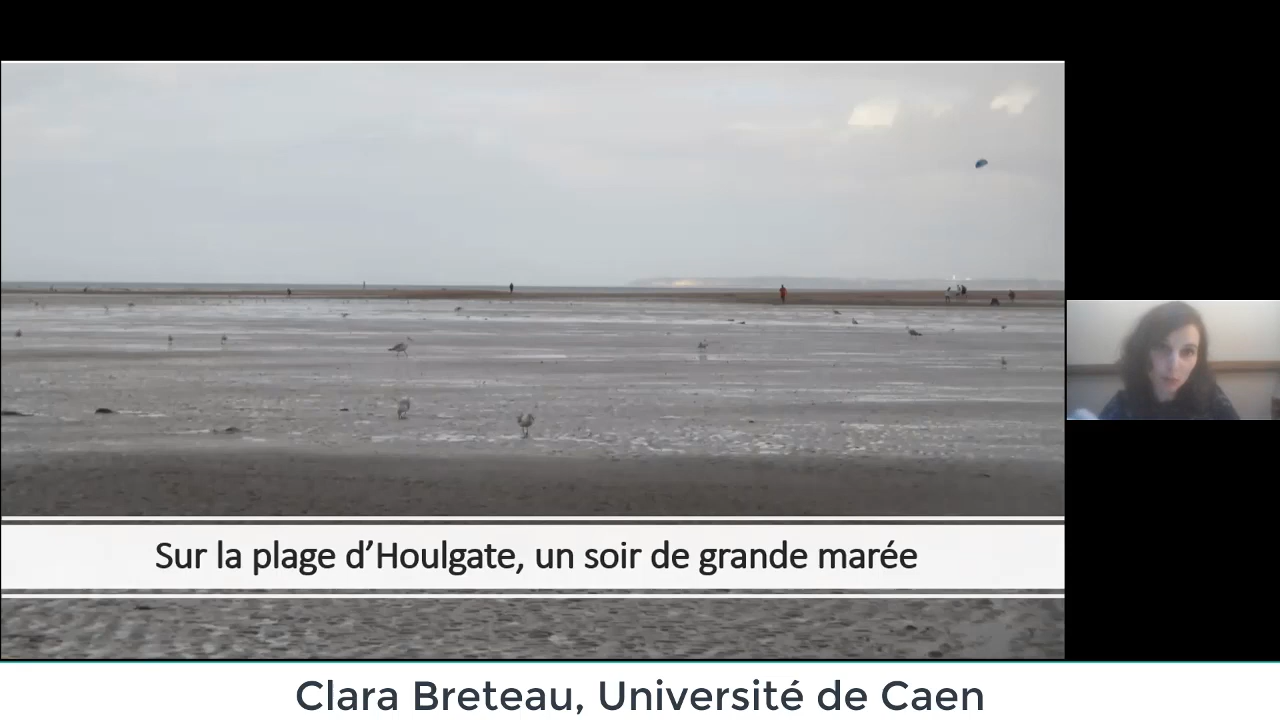 Sur la plage d’Houlgate, un soir de grande marée
Clara Breteau, Université de Caen